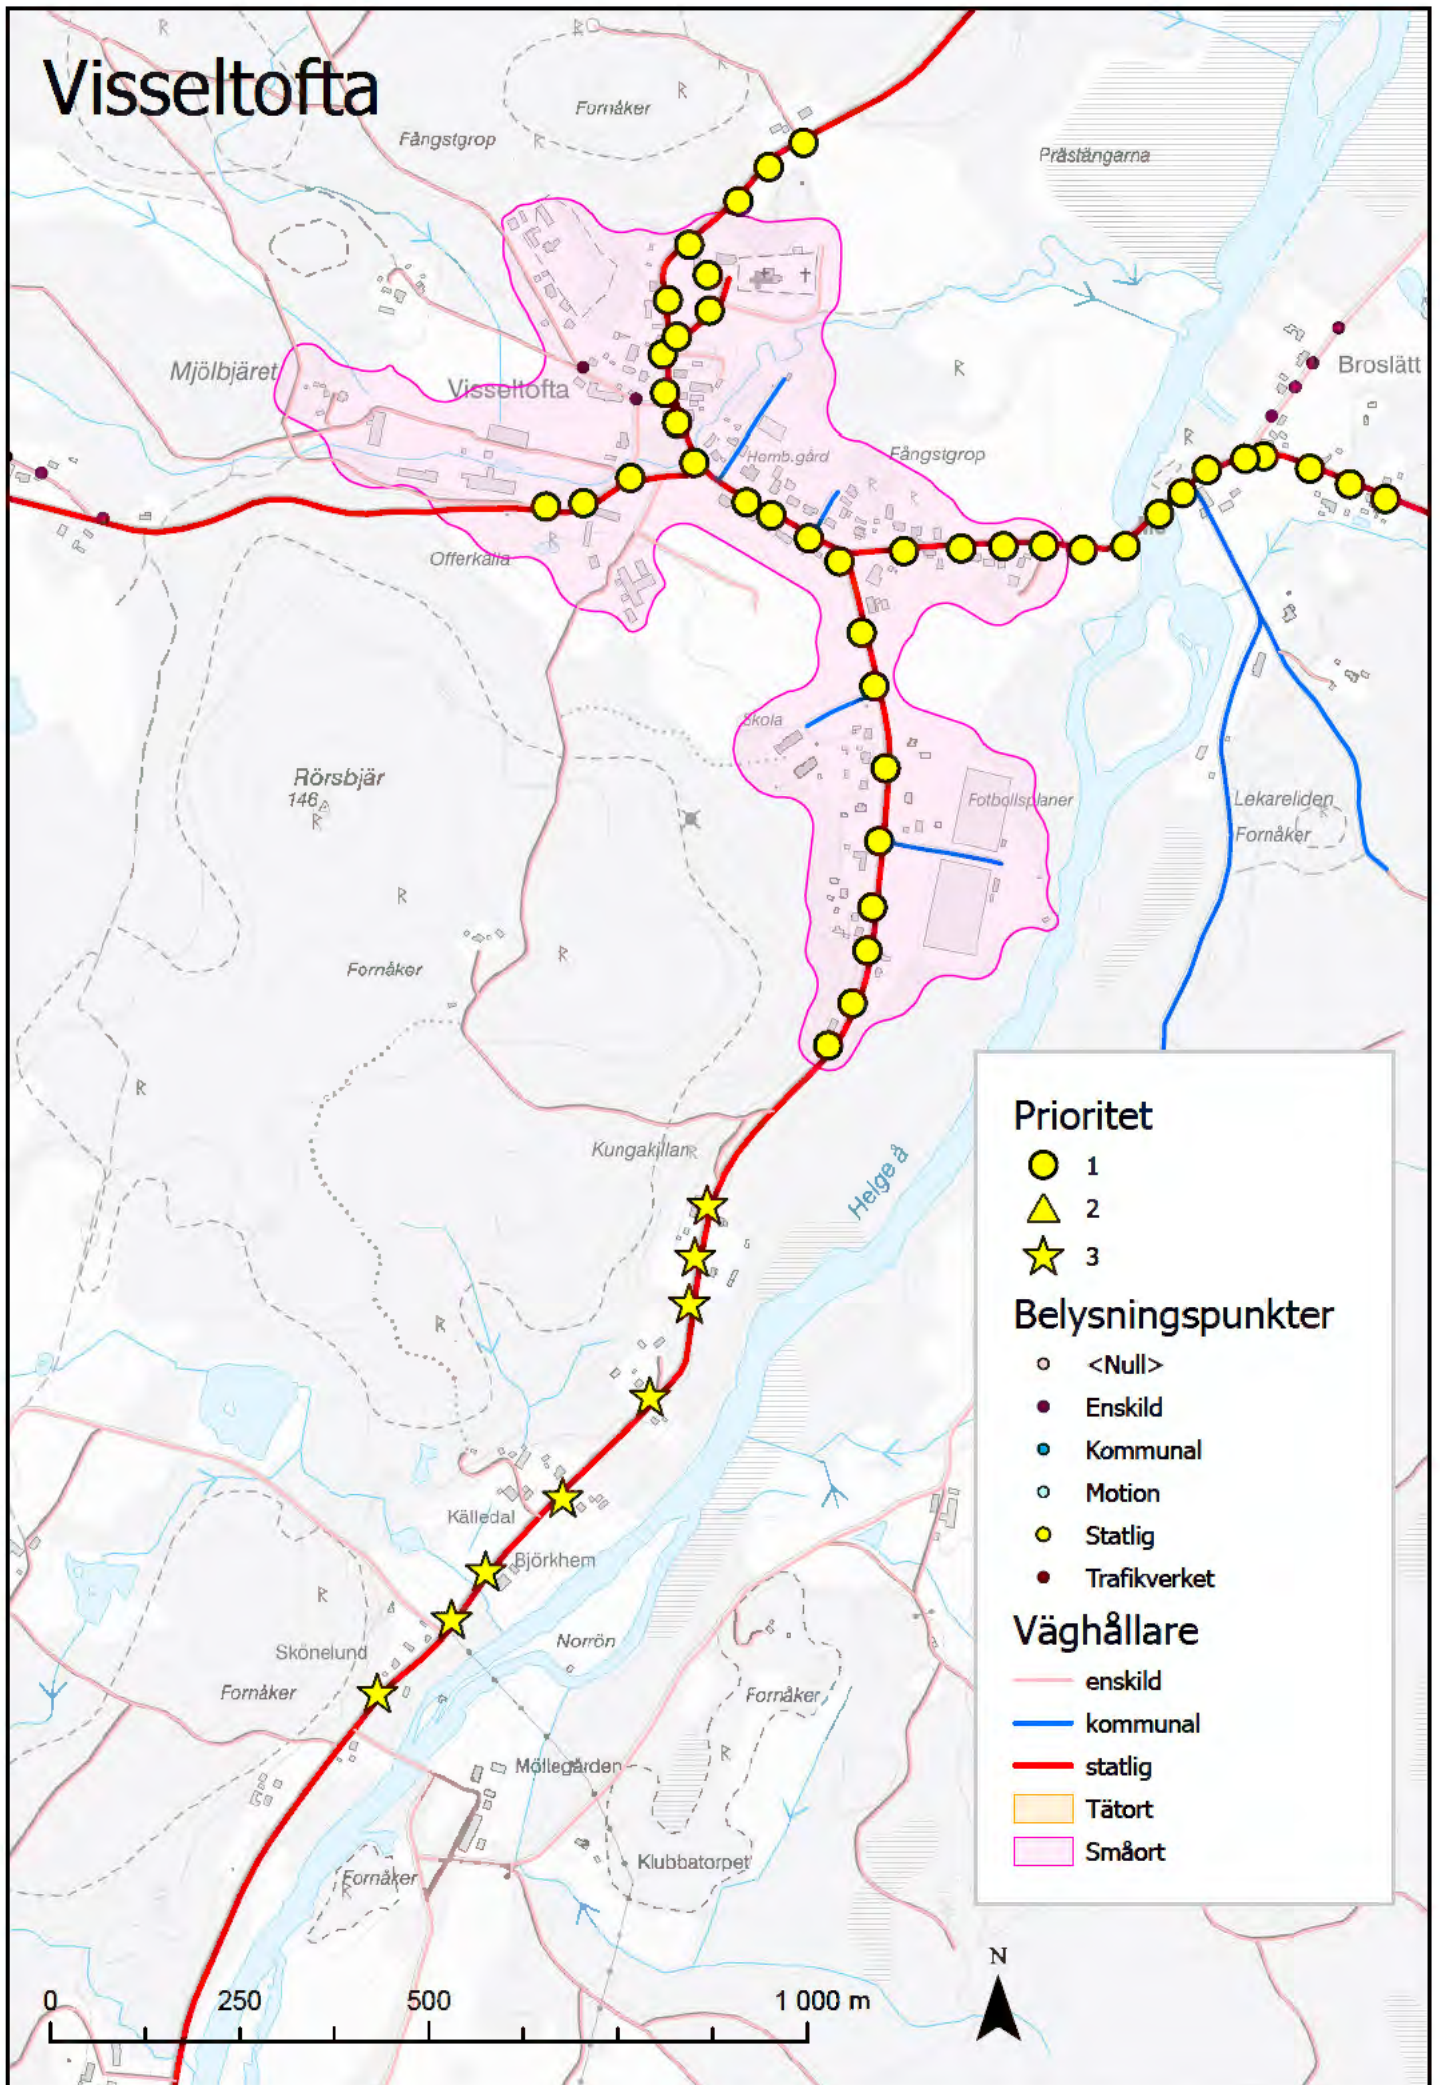 Visseltofta
Fornåker
Fångstgrop
Prästängarna
Mjölbjäret
Visseltofta
Broslätt
Hemb.gård
Fångstgrop
Offerkälla
Skola
Rörsbjär
146
Fotbollsplaner
Lekareliden
Fornåker
Fornåker
Kungakillan
Helge å
Prioritet
1
2
3
Belysningspunkter
<Null>
Enskild
Kommunal
Motion
Statlig
Trafikverket
Väghållare
enskild
kommunal
statlig
Tätort
Småort
Källedal
Björkhem
Skönelund
Norrön
Fornåker
Fornåker
Möllegården
Klubbatorpet
Fornåker
N
0 250 500 1 000 m